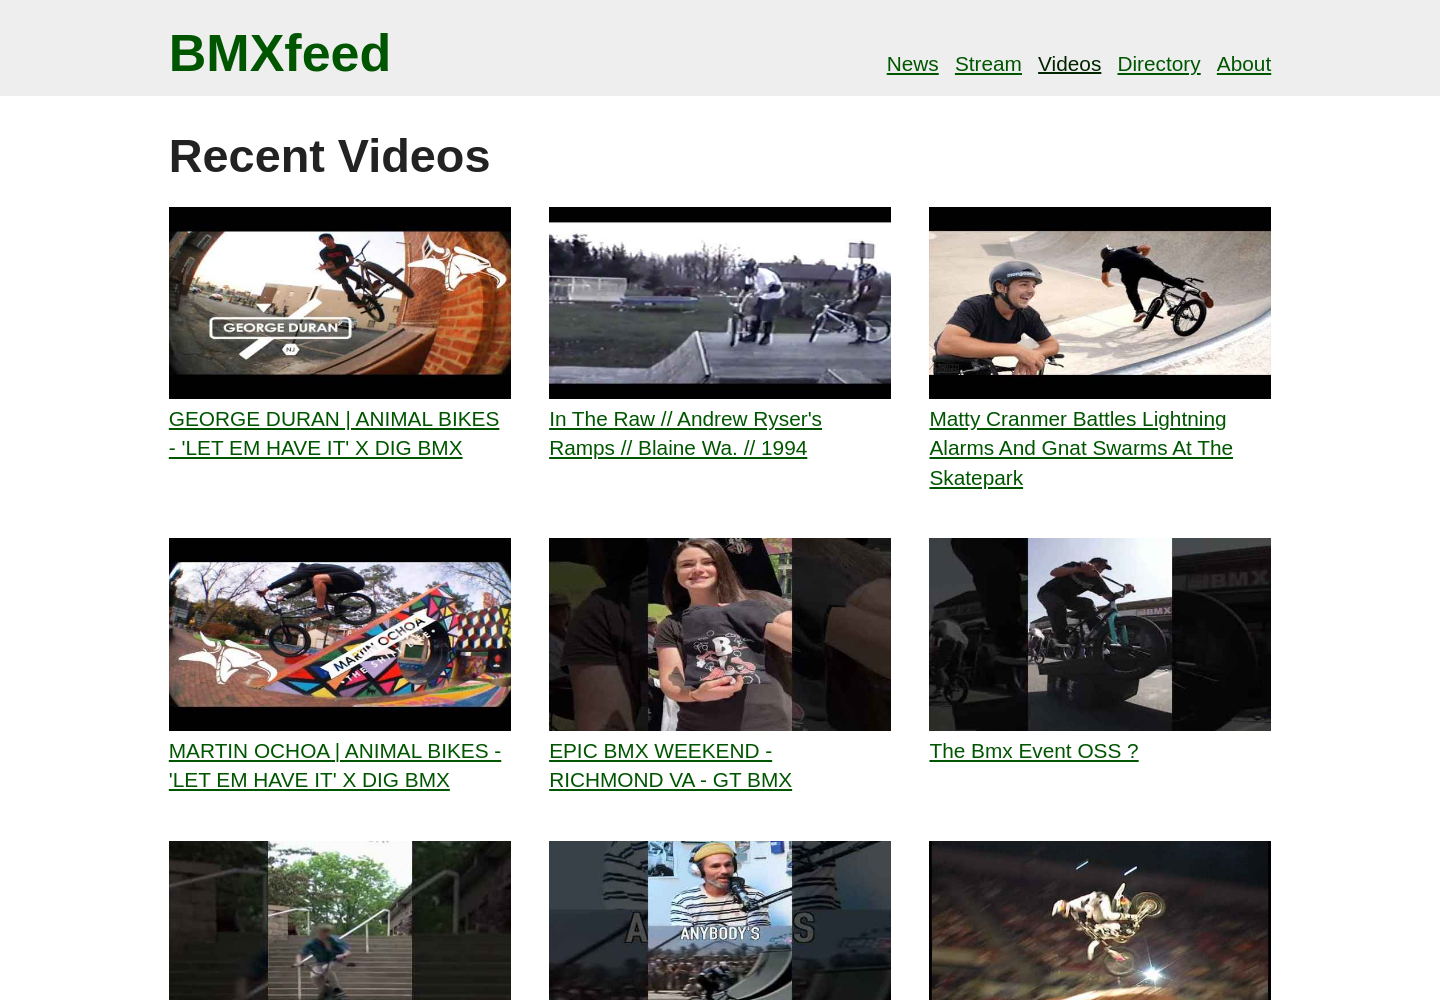 BMXfeed
News Stream Videos Directory About
Recent Videos
GEORGE DURAN
NJ
GEORGE DURAN | ANIMAL BIKES
- 'LET EM HAVE IT' X DIG BMX
In The Raw // Andrew Ryser's
Ramps // Blaine Wa. // 1994
Matty Cranmer Battles Lightning
Alarms And Gnat Swarms At The
Skatepark
MARTIN OCHOA
MARTIN OCHOA | ANIMAL BIKES -
'LET EM HAVE IT' X DIG BMX
EPIC BMX WEEKEND -
RICHMOND VA - GT BMX
BMX
The Bmx Event OSS ?
ANYBODY'S